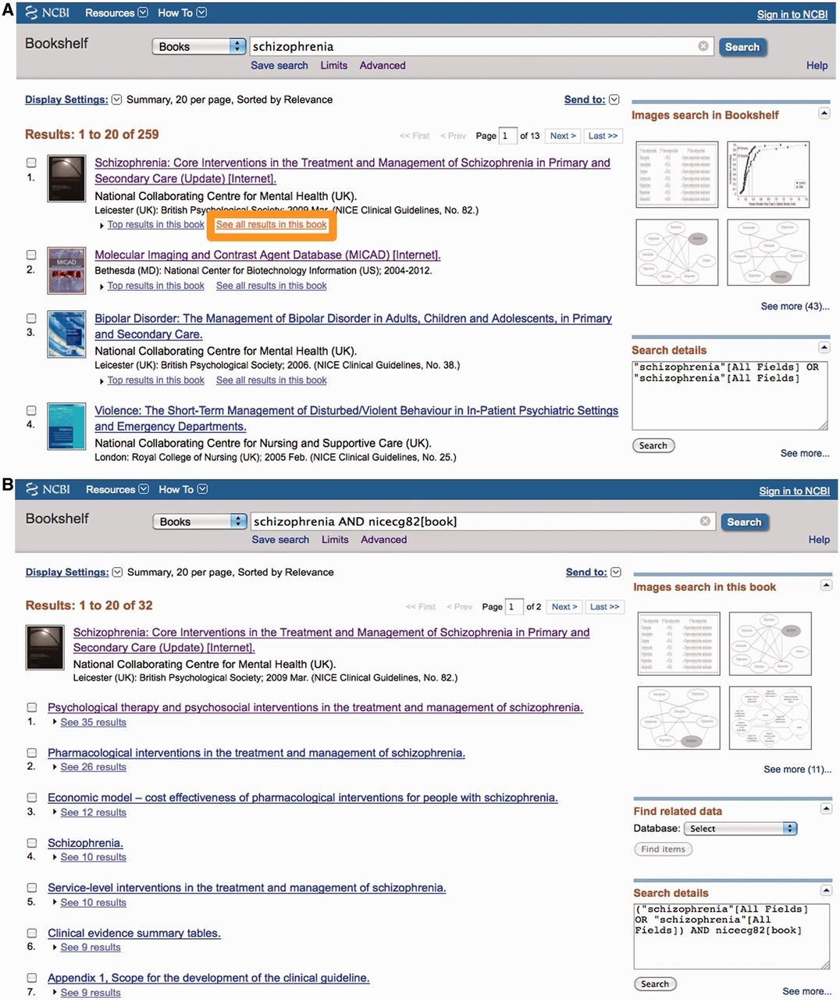 A
NCBI Resources How To Sign in to NCBI
Bookshelf Books schizophrenia Search
Save search Limits Advanced Help
Display Settings: Summary, 20 per page, Sorted by Relevance Send to:
Results: 1 to 20 of 259 << First < Prev Page 1 of 13 Next > Last >>
1. Schizophrenia: Core Interventions in the Treatment and Management of Schizophrenia in Primary and
Secondary Care (Update) [Internet].
National Collaborating Centre for Mental Health (UK).
Leicester (UK): British Psychological Society; 2009 Mar. (NICE Clinical Guidelines, No. 82.)
Top results in this book See all results in this book
2. Molecular Imaging and Contrast Agent Database (MICAD) [Internet].
MICAD
Bethesda (MD): National Center for Biotechnology Information (US); 2004-2012.
Top results in this book See all results in this book
3. Bipolar Disorder: The Management of Bipolar Disorder in Adults, Children and Adolescents, in Primary
and Secondary Care.
National Collaborating Centre for Mental Health (UK).
Leicester (UK): British Psychological Society; 2006. (NICE Clinical Guidelines, No. 38.)
Top results in this book See all results in this book
4. Violence: The Short-Term Management of Disturbed/Violent Behaviour in In-Patient Psychiatric Settings
and Emergency Departments.
National Collaborating Centre for Nursing and Supportive Care (UK).
London: Royal College of Nursing (UK); 2005 Feb. (NICE Clinical Guidelines, No. 25.)
Images search in Bookshelf
See more (43)...
Search details
"schizophrenia"[All Fields] OR
"schizophrenia"[All Fields]
Search
See more...
B
NCBI Resources How To Sign in to NCBI
Bookshelf Books schizophrenia AND nicecg82[book] Search
Save search Limits Advanced Help
Display Settings: Summary, 20 per page, Sorted by Relevance Send to:
Results: 1 to 20 of 32 << First < Prev Page 1 of 2 Next > Last >>
Schizophrenia: Core Interventions in the Treatment and Management of Schizophrenia in Primary and
Secondary Care (Update) [Internet].
National Collaborating Centre for Mental Health (UK).
Leicester (UK): British Psychological Society; 2009 Mar. (NICE Clinical Guidelines, No. 82.)
1. Psychological therapy and psychosocial interventions in the treatment and management of schizophrenia.
See 35 results
2. Pharmacological interventions in the treatment and management of schizophrenia.
See 26 results
3. Economic model – cost effectiveness of pharmacological interventions for people with schizophrenia.
See 12 results
4. Schizophrenia.
See 10 results
5. Service-level interventions in the treatment and management of schizophrenia.
See 10 results
6. Clinical evidence summary tables.
See 9 results
7. Appendix 1, Scope for the development of the clinical guideline.
See 9 results
Images search in this book
See more (11)...
Find related data
Database: Select
Find items
Search details
("schizophrenia"[All Fields]
OR "schizophrenia"[All
Fields]) AND nicecg82[book]
Search
See more...